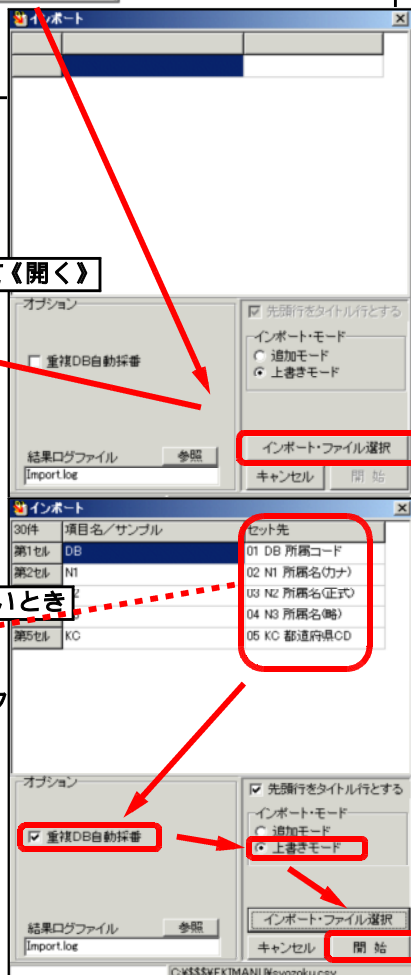 インポート
《開く》
オプション
重複DB自動採番
結果ログファイル
参照
Import.log
先頭行をタイトル行とする
インポート・モード
追加モード
上書きモード
インポート・ファイル選択
キャンセル
開 始
インポート
30件 項目名/サンプル セット先
第1セル DB 01 DB 所属コード
第2セル N1 02 N1 所属名(カナ)
03 N2 所属名(正式)
04 N3 所属名(略)
第5セル KC 05 KC 都道府県CD
いとき
オプション
重複DB自動採番
結果ログファイル
参照
Import.log
先頭行をタイトル行とする
インポート・モード
追加モード
上書きモード
インポート・ファイル選択
キャンセル
開 始